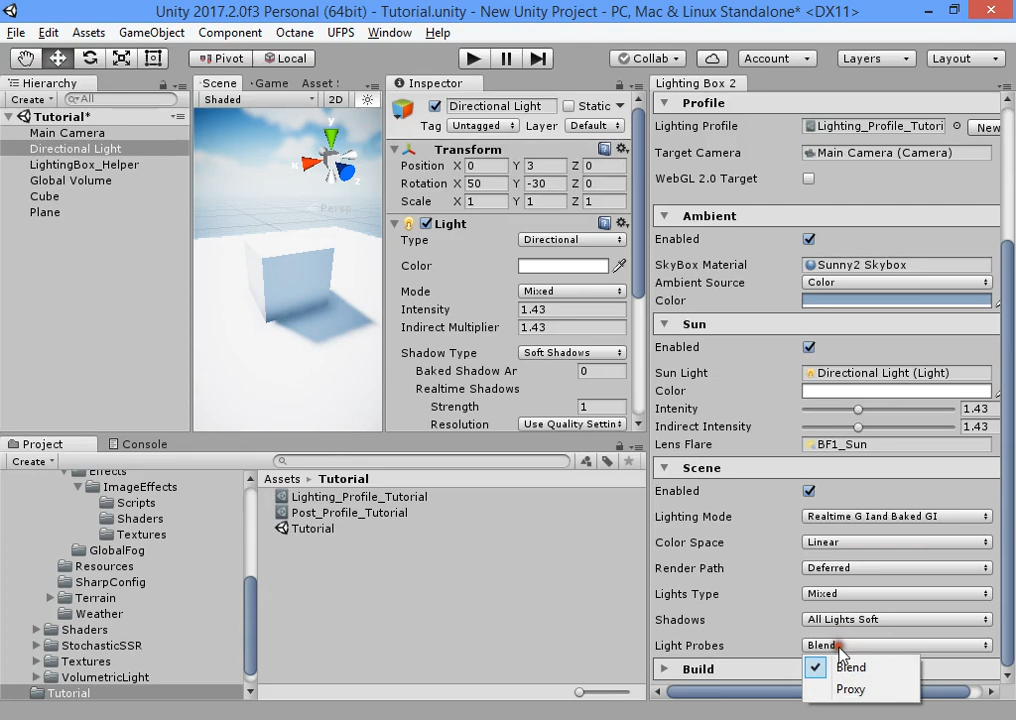 Unity 2017.2.0f3 Personal (64bit) - Tutorial.unity - New Unity Project - PC, Mac & Linux Standalone* <DX11>
File Edit Assets GameObject Component Octane UFPS Window Help
Pivot Local Collab Account Layers Layout
Hierarchy
Create All
Tutorial*
Main Camera
Directional Light
LightingBox_Helper
Global Volume
Cube
Plane
Scene Game Asset
Shaded 2D
y
x
z
Persp
Inspector
Directional Light Static
Tag Untagged Layer Default
Transform
Position X 0 Y 3 Z 0
Rotation X 50 Y -30 Z 0
Scale X 1 Y 1 Z 1
Light
Type Directional
Color
Mode Mixed
Intensity 1.43
Indirect Multiplier 1.43
Shadow Type Soft Shadows
Baked Shadow Ar 0
Realtime Shadows
Strength 1
Resolution Use Quality Settin
Lighting Box 2
Profile
Lighting Profile Lighting_Profile_Tutori New
Target Camera Main Camera (Camera)
WebGL 2.0 Target
Ambient
Enabled
SkyBox Material Sunny2 Skybox
Ambient Source Color
Color
Sun
Enabled
Sun Light Directional Light (Light)
Color
Intenity 1.43
Indirect Intensity 1.43
Lens Flare BF1_Sun
Scene
Enabled
Lighting Mode Realtime G Iand Baked GI
Color Space Linear
Render Path Deferred
Lights Type Mixed
Shadows All Lights Soft
Light Probes Blend
Blend
Proxy
Build
Project Console
Create
Effects
ImageEffects
Scripts
Shaders
Textures
GlobalFog
Resources
SharpConfig
Terrain
Weather
Shaders
StochasticSSR
Textures
VolumetricLight
Tutorial
Assets Tutorial
Lighting_Profile_Tutorial
Post_Profile_Tutorial
Tutorial